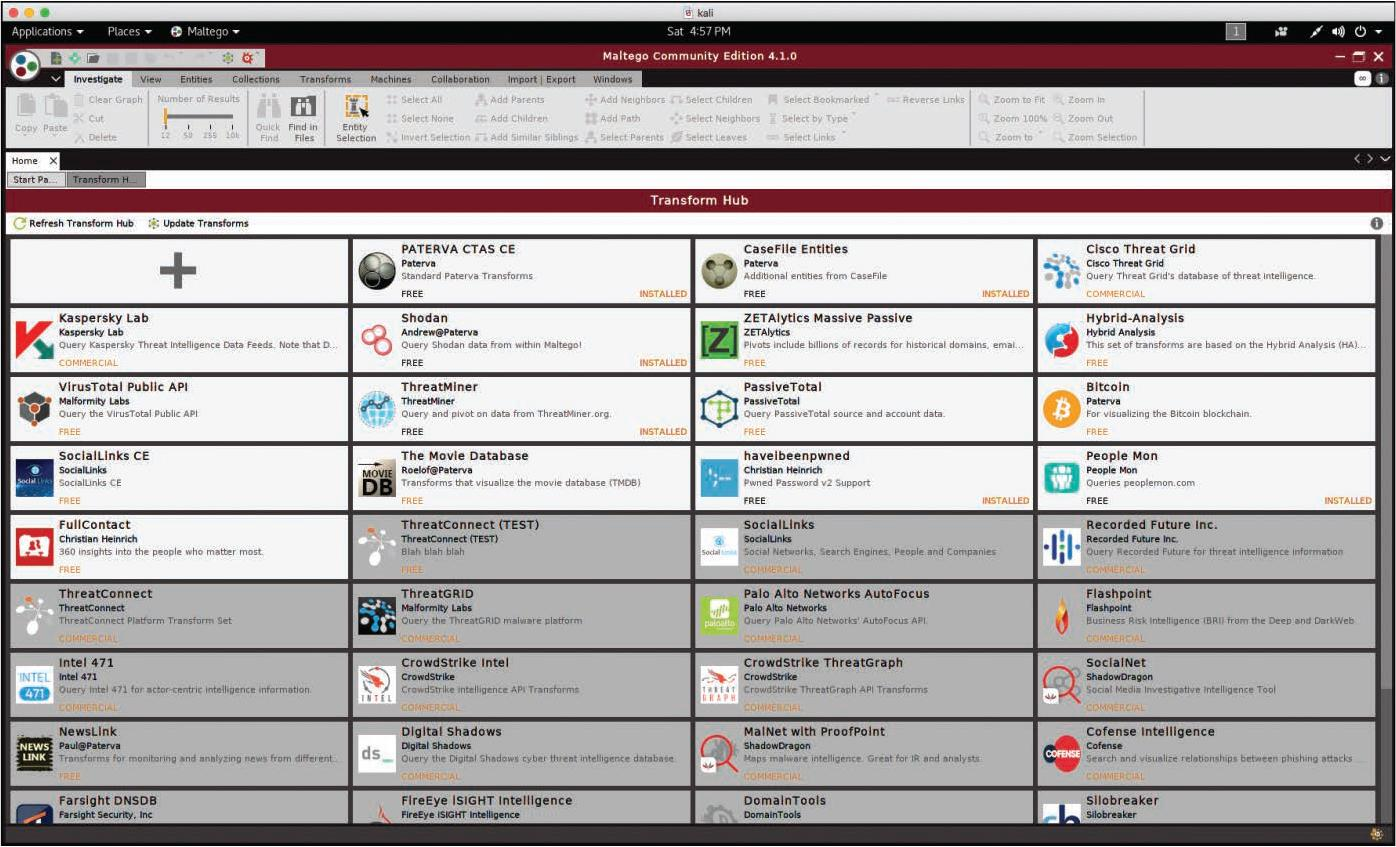 kali
Applications Places Maltego Sat 4:57 PM 1
Maltego Community Edition 4.1.0
Investigate View Entities Collections Transforms Machines Collaboration Import | Export Windows
Clear Graph Number of Results Select All Add Parents Add Neighbors Select Children Select Bookmarked Reverse Links Zoom to Fit Zoom In
Copy Paste Cut Quick Find Find in Files Entity Selection Select None Add Children Add Path Select Neighbors Select by Type Zoom 100% Zoom Out
Delete 12 50 255 10k Invert Selection Add Similar Siblings Select Parents Select Leaves Select Links Zoom to Zoom Selection
Home X
Start Pa... Transform H...
Transform Hub
Refresh Transform Hub Update Transforms
PATERVA CTAS CE
Paterva
Standard Paterva Transforms
FREE INSTALLED
CaseFile Entities
Paterva
Additional entities from CaseFile
FREE INSTALLED
Cisco Threat Grid
Cisco Threat Grid
Query Threat Grid's database of threat intelligence.
COMMERCIAL
Kaspersky Lab
Kaspersky Lab
Query Kaspersky Threat Intelligence Data Feeds. Note that D...
COMMERCIAL
Shodan
Andrew@Paterva
Query Shodan data from within Maltego!
FREE INSTALLED
[Z]
ZETAlytics Massive Passive
ZETAlytics
Pivots include billions of records for historical domains, emai...
FREE
Hybrid-Analysis
Hybrid Analysis
This set of transforms are based on the Hybrid Analysis (HA)...
FREE
VirusTotal Public API
Malformity Labs
Query the VirusTotal Public API
FREE
ThreatMiner
ThreatMiner
Query and pivot on data from ThreatMiner.org.
FREE INSTALLED
PassiveTotal
PassiveTotal
Query PassiveTotal source and account data.
FREE
Bitcoin
Paterva
For visualizing the Bitcoin blockchain.
FREE
Social Links
SocialLinks CE
SocialLinks
SocialLinks CE
FREE
MOVIE DB
The Movie Database
Roelof@Paterva
Transforms that visualize the movie database (TMDB)
FREE
haveibeenpwned
Christian Heinrich
Pwned Password v2 Support
FREE INSTALLED
People Mon
People Mon
Queries peoplemon.com
FREE INSTALLED
FullContact
Christian Heinrich
360 insights into the people who matter most.
FREE
ThreatConnect (TEST)
ThreatConnect (TEST)
Blah blah blah
FREE
Social Links
SocialLinks
SocialLinks
Social Networks, Search Engines, People and Companies
COMMERCIAL
Recorded Future Inc.
Recorded Future Inc.
Query Recorded Future for threat intelligence information
COMMERCIAL
ThreatConnect
ThreatConnect
ThreatConnect Platform Transform Set
COMMERCIAL
ThreatGRID
Malformity Labs
Query the ThreatGRID malware platform
COMMERCIAL
paloalto
Palo Alto Networks AutoFocus
Palo Alto Networks
Query Palo Alto Networks' AutoFocus API.
COMMERCIAL
Flashpoint
Flashpoint
Business Risk Intelligence (BRI) from the Deep and DarkWeb.
COMMERCIAL
INTEL 471
Intel 471
Intel 471
Query Intel 471 for actor-centric intelligence information.
COMMERCIAL
INTEL
CrowdStrike Intel
CrowdStrike
CrowdStrike Intelligence API Transforms
COMMERCIAL
THREAT GRAPH
CrowdStrike ThreatGraph
CrowdStrike
CrowdStrike ThreatGraph API Transforms
COMMERCIAL
SocialNet
ShadowDragon
Social Media Investigative Intelligence Tool
COMMERCIAL
NEWS LINK
NewsLink
Paul@Paterva
Transforms for monitoring and analyzing news from different...
FREE
ds_
Digital Shadows
Digital Shadows
Query the Digital Shadows cyber threat intelligence database.
COMMERCIAL
MalNet with ProofPoint
ShadowDragon
Maps malware intelligence. Great for IR and analysts.
COMMERCIAL
COFENSE
Cofense Intelligence
Cofense
Search and visualize relationships between phishing attacks ...
COMMERCIAL
Farsight DNSDB
Farsight Security, Inc
FireEye iSIGHT Intelligence
FireEye iSIGHT Intelligence
DomainTools
DomainTools
Silobreaker
Silobreaker